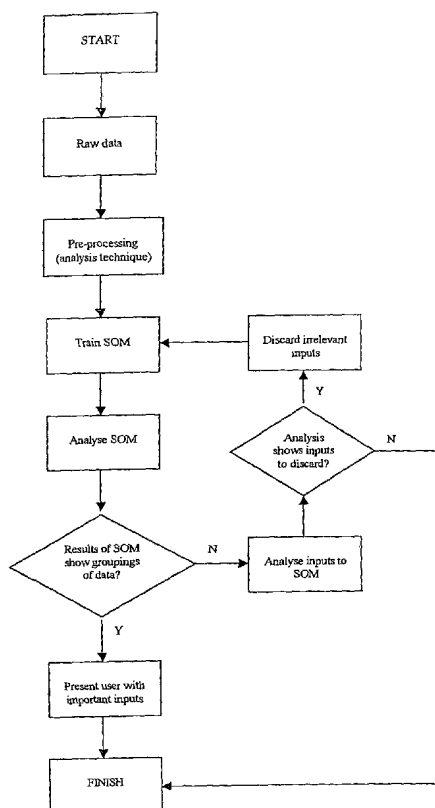 START
Raw data
Pre-processing
(analysis technique)
Train SOM
Discard irrelevant
inputs
Y
Analyse SOM
Analysis
shows inputs
to discard?
N
Results of SOM
show groupings
of data?
N
Analyse inputs to
SOM
Y
Present user with
important inputs
FINISH